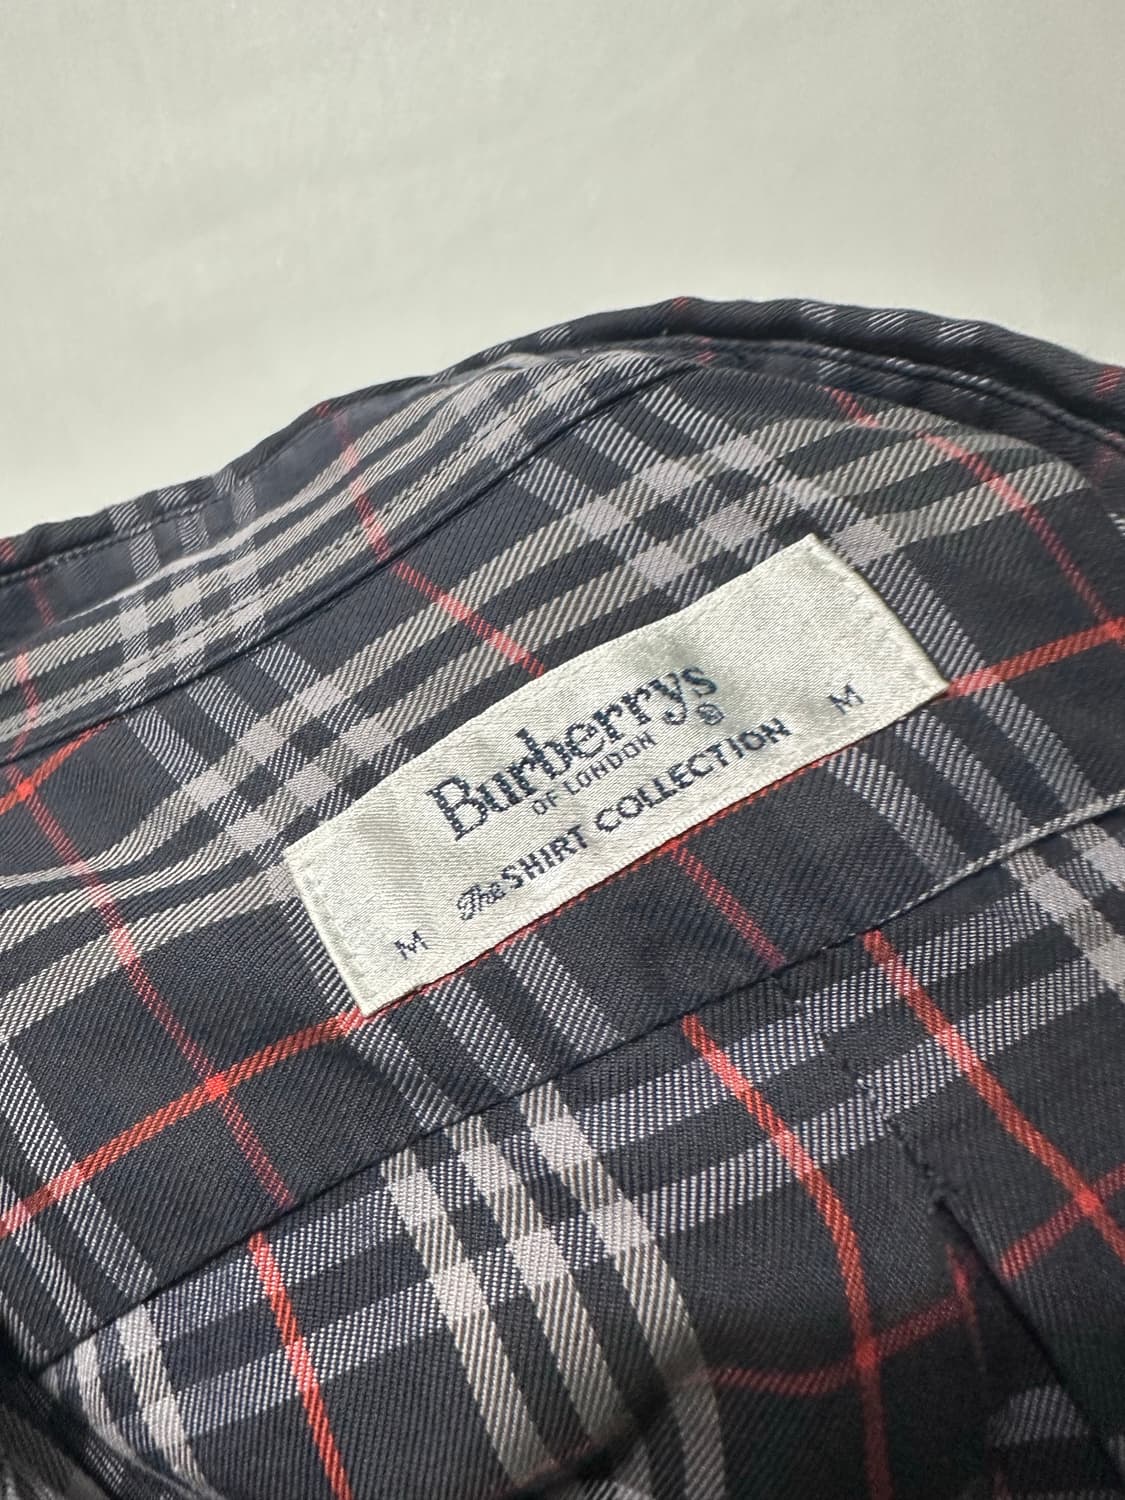 Burberrys®
OF LONDON
The SHIRT COLLECTION
M M